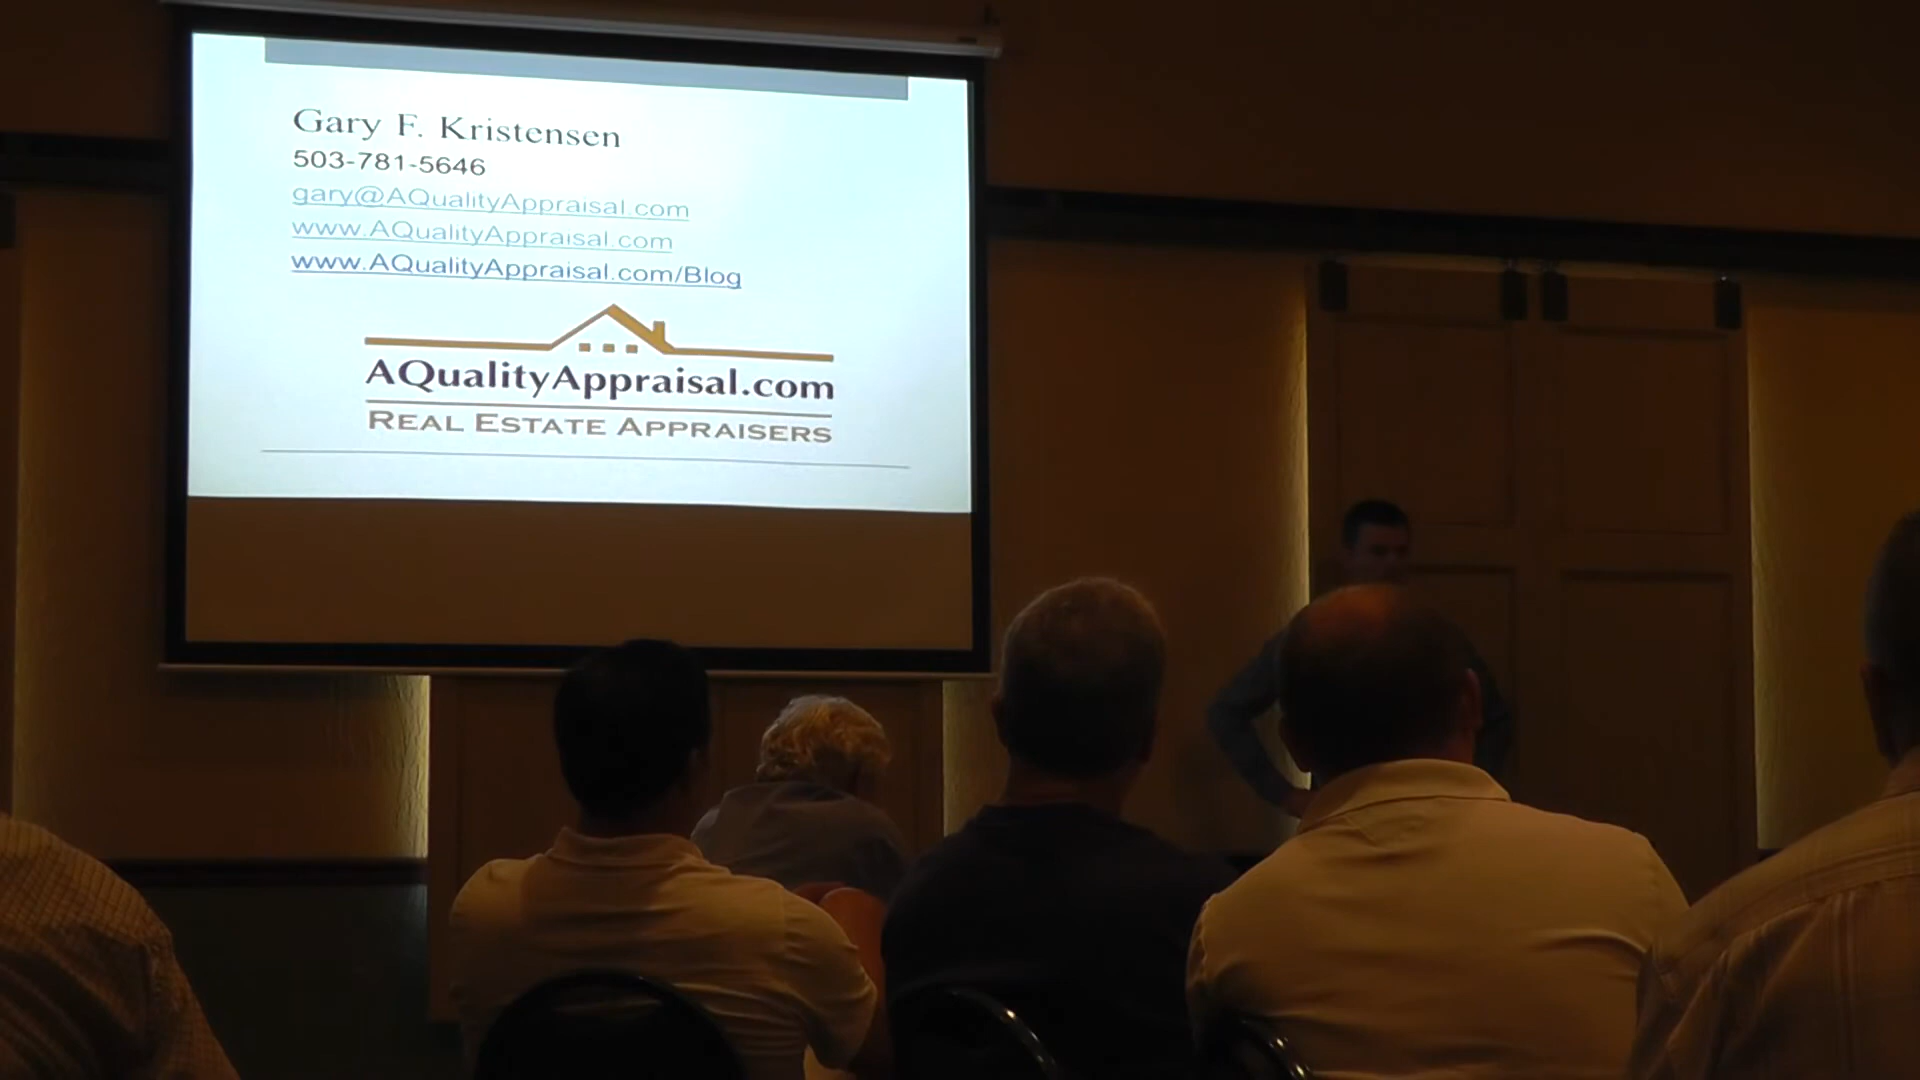 Gary F. Kristensen
503-781-5646
gary@AQualityAppraisal.com
www.AQualityAppraisal.com
www.AQualityAppraisal.com/Blog
AQualityAppraisal.com
REAL ESTATE APPRAISERS